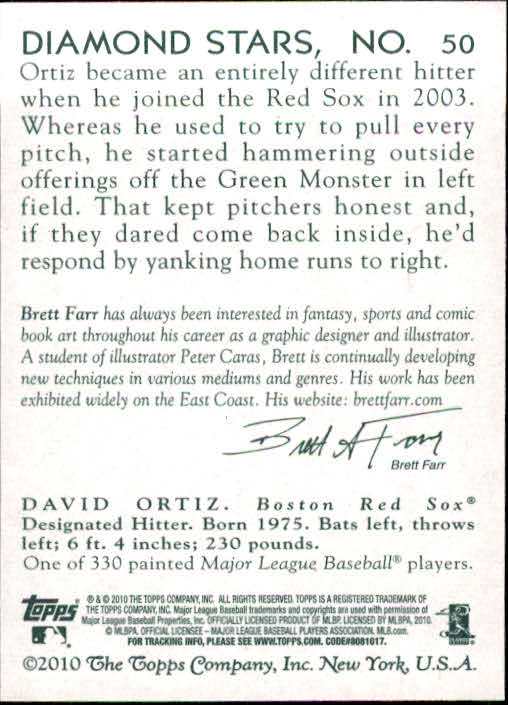 DIAMOND STARS, NO. 50
Ortiz became an entirely different hitter
when he joined the Red Sox in 2003.
Whereas he used to try to pull every
pitch, he started hammering outside
offerings off the Green Monster in left
field. That kept pitchers honest and,
if they dared come back inside, he'd
respond by yanking home runs to right.
Brett Farr has always been interested in fantasy, sports and comic
book art throughout his career as a graphic designer and illustrator.
A student of illustrator Peter Caras, Brett is continually developing
new techniques in various mediums and genres. His work has been
exhibited widely on the East Coast. His website: brettfarr.com
Brett A Farr
Brett Farr
DAVID ORTIZ. Boston Red Sox®
Designated Hitter. Born 1975. Bats left, throws
left; 6 ft. 4 inches; 230 pounds.
One of 330 painted Major League Baseball® players.
Topps
® & © 2010 THE TOPPS COMPANY, INC. ALL RIGHTS RESERVED. TOPPS IS A REGISTERED TRADEMARK OF
THE TOPPS COMPANY, INC. Major League Baseball trademarks and copyrights are used with permission of
Major League Baseball Properties, Inc. OFFICIALLY LICENSED PRODUCT OF MLBP. LICENSED BY MLBPA, 2010.
© MLBPA. OFFICIAL LICENSEE – MAJOR LEAGUE BASEBALL PLAYERS ASSOCIATION. MLB.com.
FOR TRACKING INFO, PLEASE SEE WWW.TOPPS.COM. CODE#8081017.
©2010 The Topps Company, Inc. New York, U.S.A.